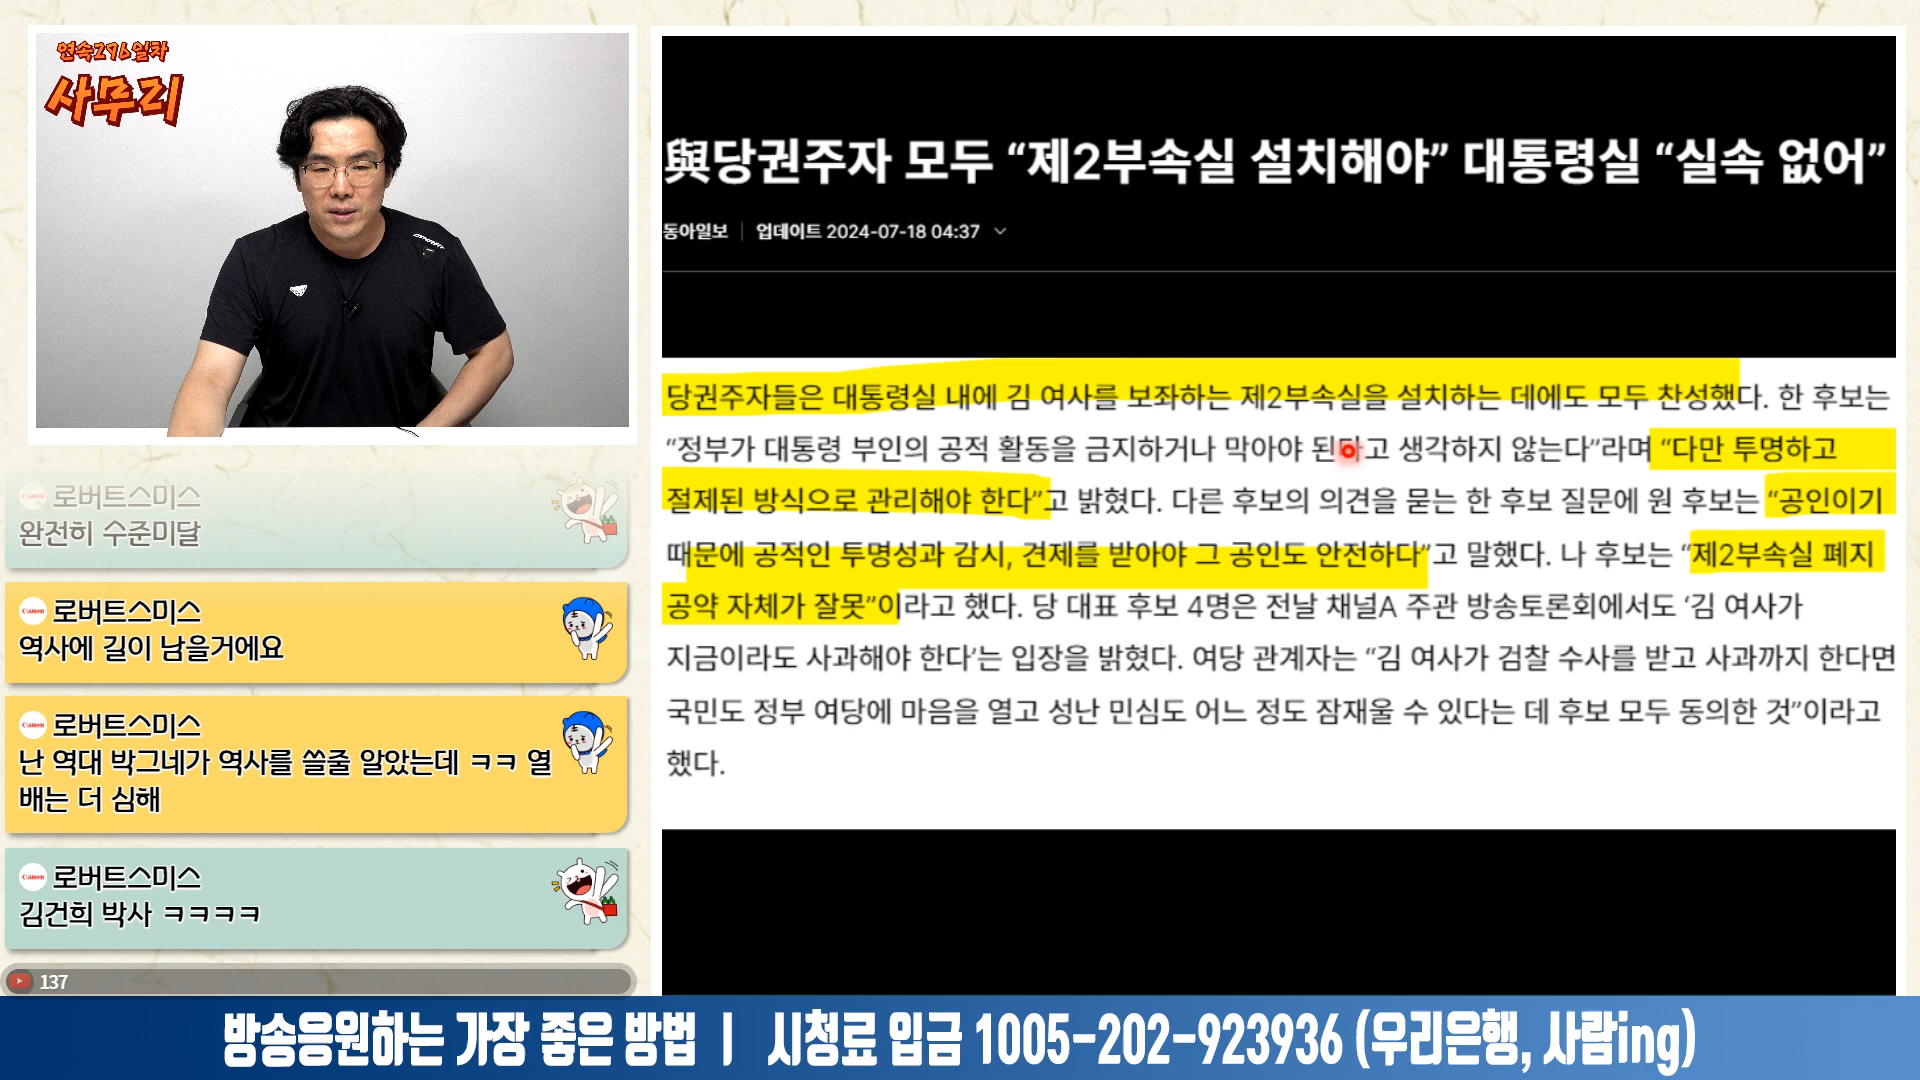 연속296일차
사무리
與당권주자 모두 “제2부속실 설치해야” 대통령실 “실속 없어”
동아일보 | 업데이트 2024-07-18 04:37
당권주자들은 대통령실 내에 김 여사를 보좌하는 제2부속실을 설치하는 데에도 모두 찬성했다. 한 후보는
“정부가 대통령 부인의 공적 활동을 금지하거나 막아야 된다고 생각하지 않는다”라며 “다만 투명하고
절제된 방식으로 관리해야 한다”고 밝혔다. 다른 후보의 의견을 묻는 한 후보 질문에 원 후보는 “공인이기
때문에 공적인 투명성과 감시, 견제를 받아야 그 공인도 안전하다”고 말했다. 나 후보는 “제2부속실 폐지
공약 자체가 잘못”이라고 했다. 당 대표 후보 4명은 전날 채널A 주관 방송토론회에서도 ‘김 여사가
지금이라도 사과해야 한다’는 입장을 밝혔다. 여당 관계자는 “김 여사가 검찰 수사를 받고 사과까지 한다면
국민도 정부 여당에 마음을 열고 성난 민심도 어느 정도 잠재울 수 있다는 데 후보 모두 동의한 것”이라고
했다.
Canon 로버트스미스
완전히 수준미달
Canon 로버트스미스
역사에 길이 남을거에요
Canon 로버트스미스
난 역대 박그네가 역사를 쓸줄 알았는데 ㅋㅋ 열
배는 더 심해
Canon 로버트스미스
김건희 박사 ㅋㅋㅋㅋ
137
방송응원하는 가장 좋은 방법 | 시청료 입금 1005-202-923936 (우리은행, 사람ing)